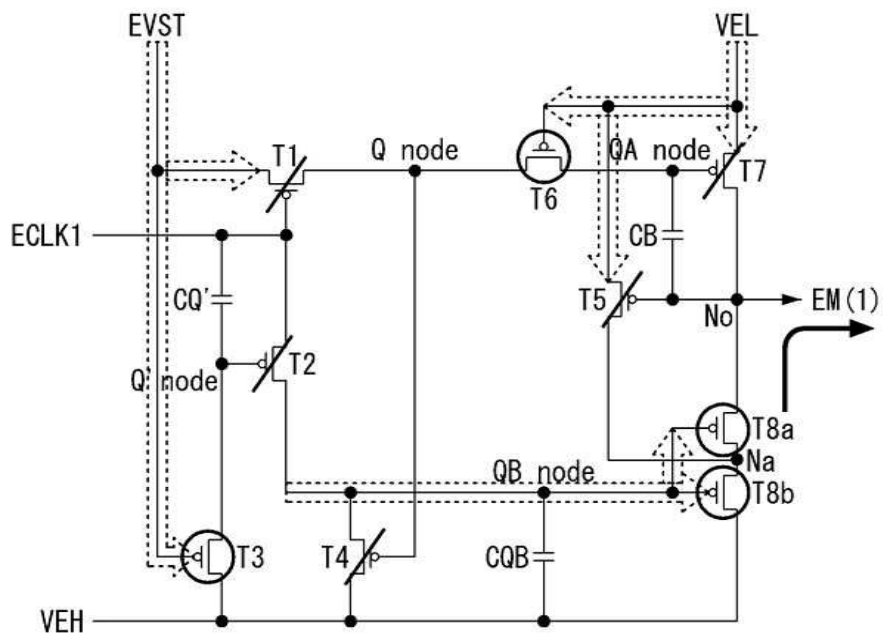 EVST
VEL
T1
Q node
QA node
T7
T6
ECLK1
CB
CQ'
T5
EM(1)
No
T2
Q' node
T8a
Na
QB node
T8b
T3
T4
CQB
VEH